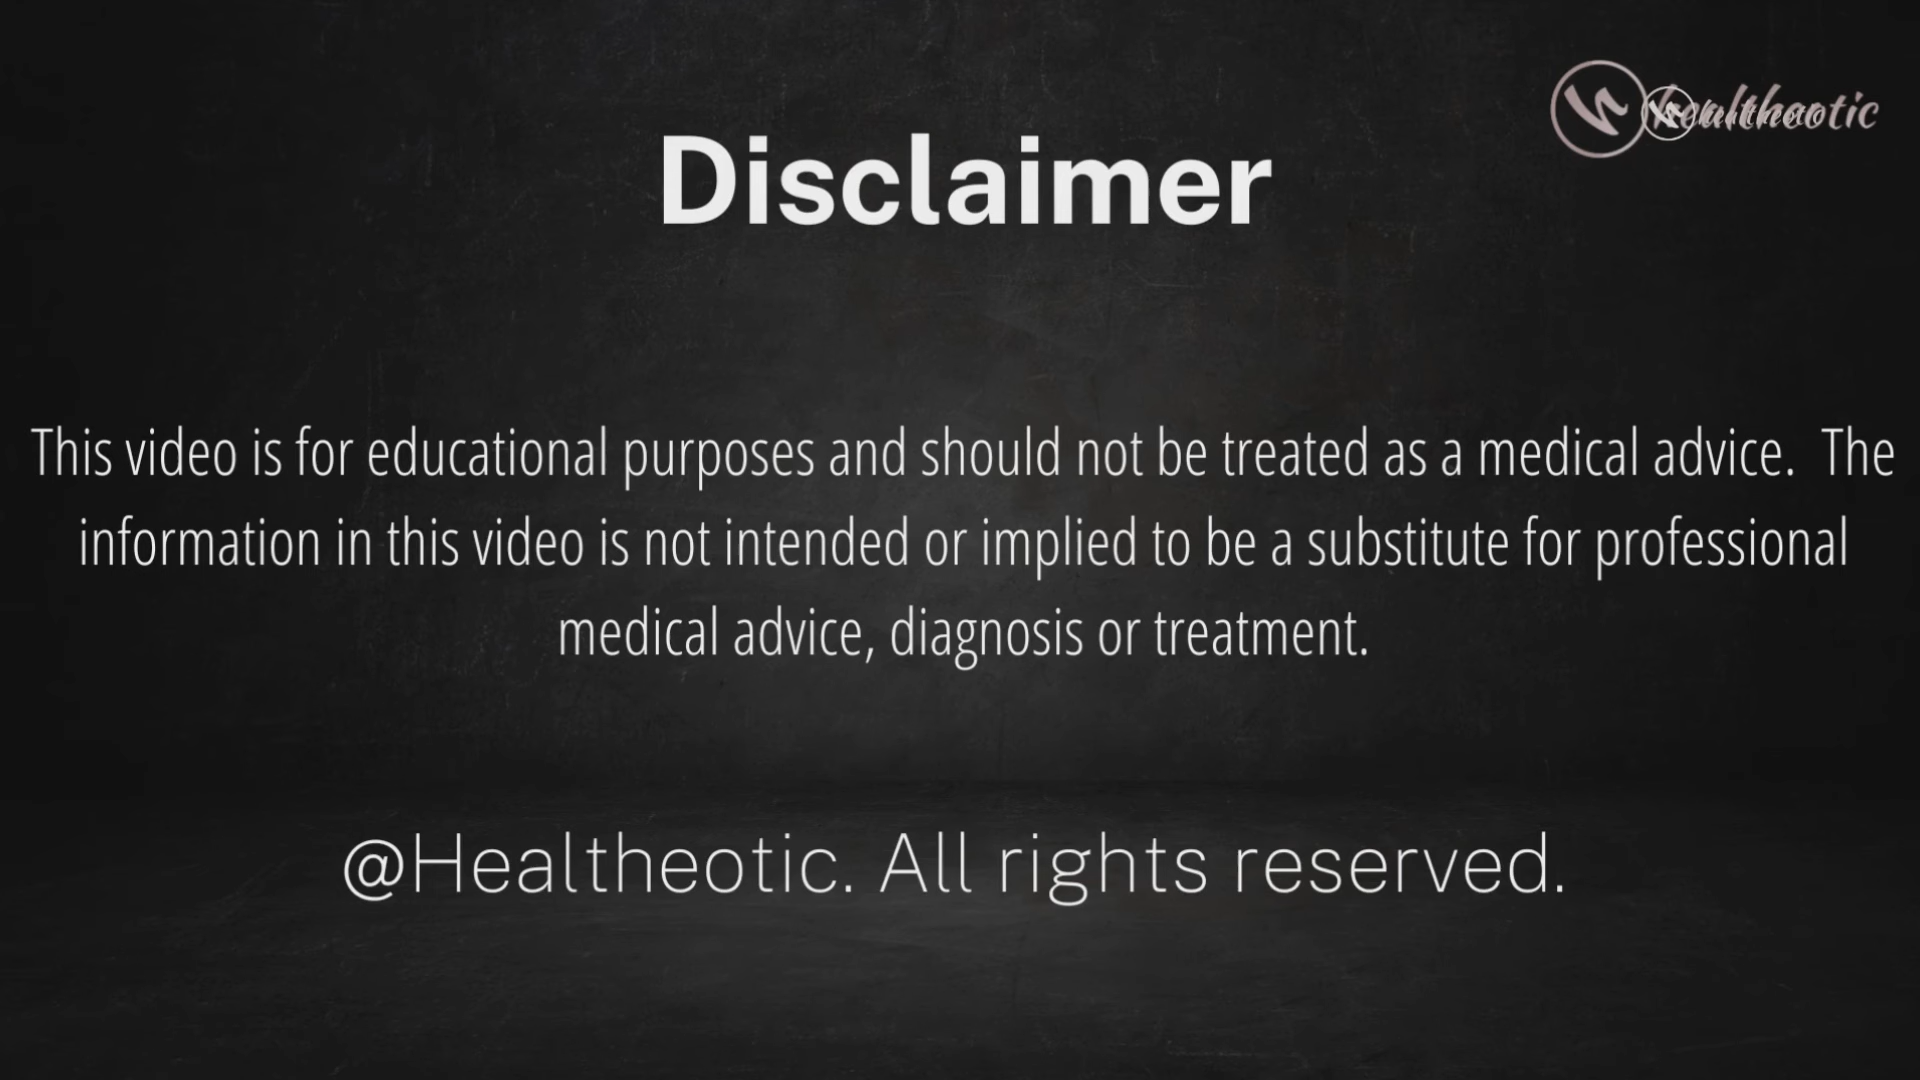 healtheotic
Disclaimer
This video is for educational purposes and should not be treated as a medical advice. The
information in this video is not intended or implied to be a substitute for professional
medical advice, diagnosis or treatment.
@Healtheotic. All rights reserved.